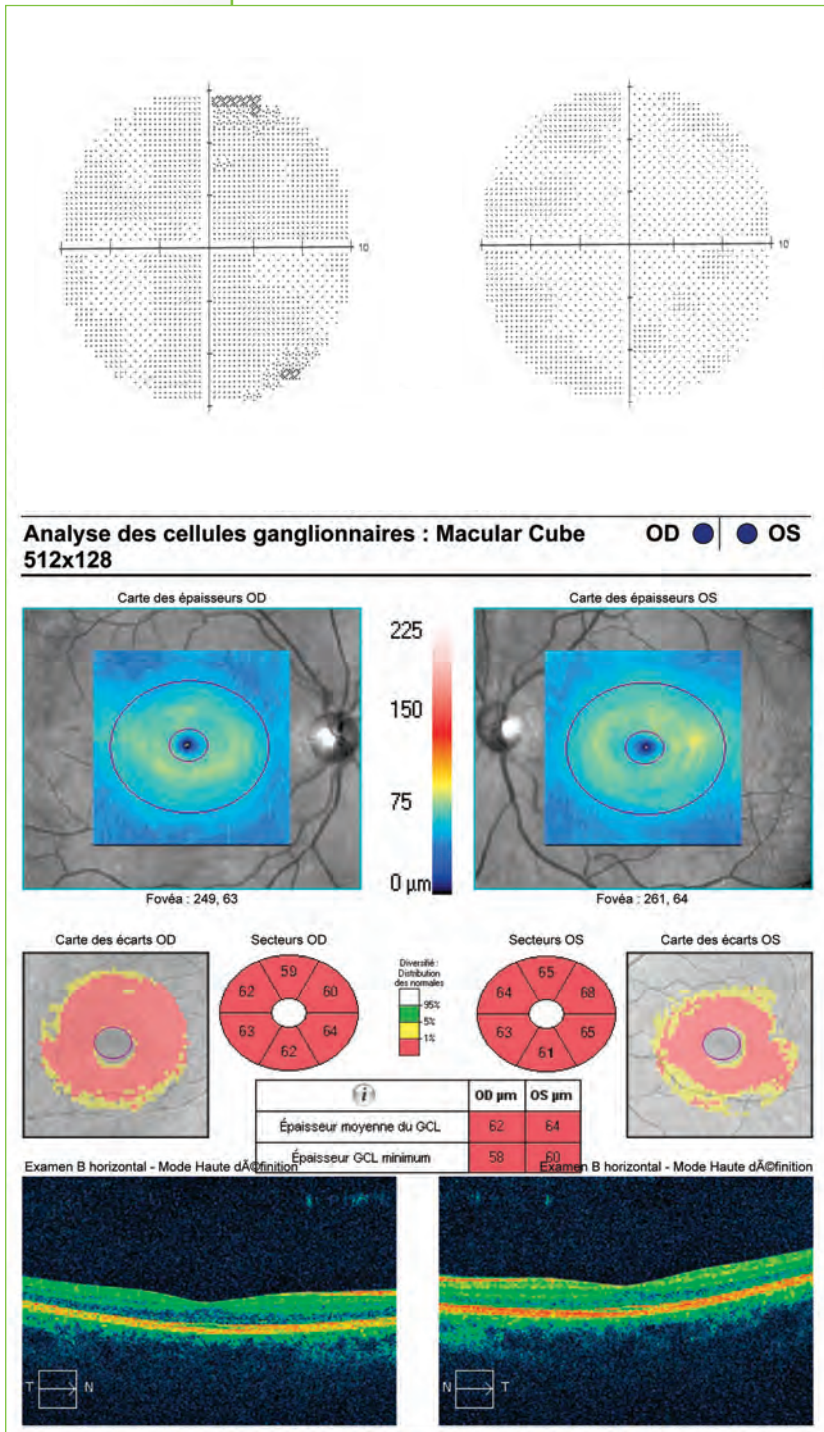 10
10
Analyse des cellules ganglionnaires : Macular Cube 512x128
OD OS
Carte des épaisseurs OD
Carte des épaisseurs OS
225
150
75
0 µm
Fovéa : 249, 63
Fovéa : 261, 64
Carte des écarts OD
Secteurs OD
Secteurs OS
Carte des écarts OS
59
62 60
63 64
62
Diversifié :
Distribution
des normales
95%
5%
1%
65
64 68
63 65
61
i OD µm OS µm
Épaisseur moyenne du GCL 62 64
Épaisseur GCL minimum 58 60
Examen B horizontal - Mode Haute dÃ©finition
Examen B horizontal - Mode Haute dÃ©finition
T N
N T